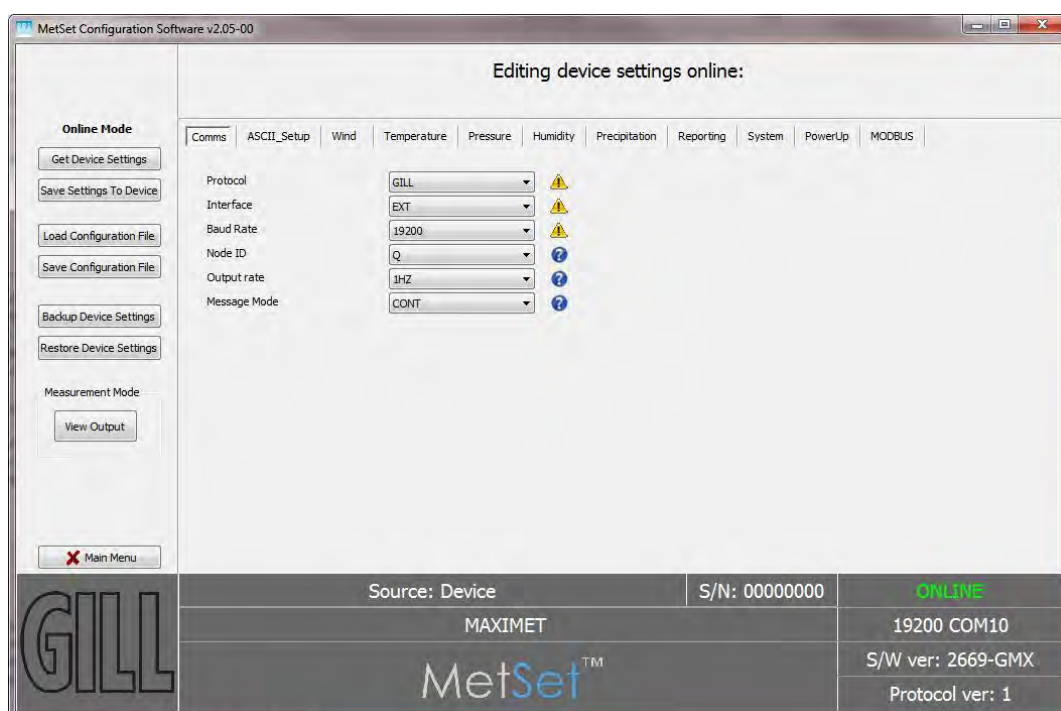 MetSet Configuration Software v2.05-00
Editing device settings online:
Online Mode
Get Device Settings
Save Settings To Device
Load Configuration File
Save Configuration File
Backup Device Settings
Restore Device Settings
Measurement Mode
View Output
Main Menu
Comms ASCII_Setup Wind Temperature Pressure Humidity Precipitation Reporting System PowerUp MODBUS
Protocol GILL
Interface EXT
Baud Rate 19200
Node ID Q
Output rate 1HZ
Message Mode CONT
GILL
Source: Device S/N: 00000000 ONLINE
MAXIMET 19200 COM10
MetSet™ S/W ver: 2669-GMX
Protocol ver: 1